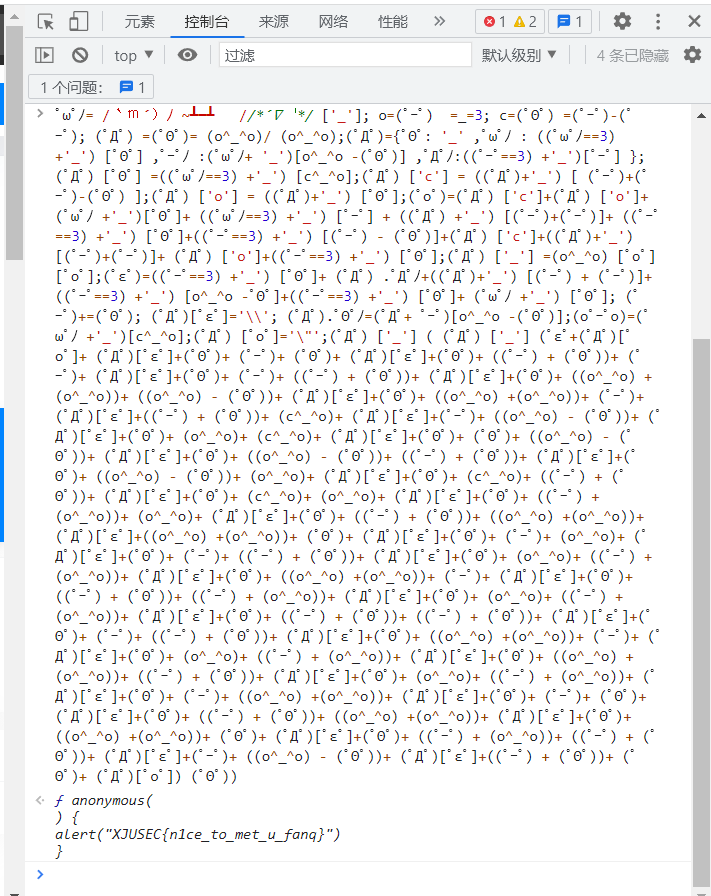 元素 控制台 来源 网络 性能 » 1 2 1
top ▼ 过滤 默认级别 ▼ 4 条已隐藏
1 个问题: 1
ﾟωﾟﾉ= /｀ｍ´）ﾉ ~┻━┻   //*´∇｀*/ ['_']; o=(ﾟｰﾟ)  =_=3; c=(ﾟΘﾟ) =(ﾟｰﾟ)-(ﾟ
ｰﾟ); (ﾟДﾟ) =(ﾟΘﾟ)= (o^_^o)/ (o^_^o);(ﾟДﾟ)={ﾟΘﾟ: '_' ,ﾟωﾟﾉ : ((ﾟωﾟﾉ==3)
+'_') [ﾟΘﾟ] ,ﾟｰﾟﾉ :(ﾟωﾟﾉ+ '_')[o^_^o -(ﾟΘﾟ)] ,ﾟДﾟﾉ:((ﾟｰﾟ==3) +'_')[ﾟｰﾟ] };
(ﾟДﾟ) [ﾟΘﾟ] =((ﾟωﾟﾉ==3) +'_') [c^_^o];(ﾟДﾟ) ['c'] = ((ﾟДﾟ)+'_') [ (ﾟｰﾟ)+(ﾟ
ｰﾟ)-(ﾟΘﾟ) ];(ﾟДﾟ) ['o'] = ((ﾟДﾟ)+'_') [ﾟΘﾟ];(ﾟoﾟ)=(ﾟДﾟ) ['c']+(ﾟДﾟ) ['o']+
(ﾟωﾟﾉ +'_')[ﾟΘﾟ]+ ((ﾟωﾟﾉ==3) +'_') [ﾟｰﾟ] + ((ﾟДﾟ) +'_') [(ﾟｰﾟ)+(ﾟｰﾟ)]+ ((ﾟｰﾟ
==3) +'_') [ﾟΘﾟ]+((ﾟｰﾟ==3) +'_') [(ﾟｰﾟ) - (ﾟΘﾟ)]+(ﾟДﾟ) ['c']+((ﾟДﾟ)+'_')
[(ﾟｰﾟ)+(ﾟｰﾟ)]+ (ﾟДﾟ) ['o']+((ﾟｰﾟ==3) +'_') [ﾟΘﾟ];(ﾟДﾟ) ['_'] =(o^_^o) [ﾟoﾟ]
[ﾟoﾟ];(ﾟεﾟ)=((ﾟｰﾟ==3) +'_') [ﾟΘﾟ]+ (ﾟДﾟ) .ﾟДﾟﾉ+((ﾟДﾟ)+'_') [(ﾟｰﾟ) + (ﾟｰﾟ)]+
((ﾟｰﾟ==3) +'_') [o^_^o -ﾟΘﾟ]+((ﾟｰﾟ==3) +'_') [ﾟΘﾟ]+ (ﾟωﾟﾉ +'_') [ﾟΘﾟ]; (ﾟ
ｰﾟ)+=(ﾟΘﾟ); (ﾟДﾟ)[ﾟεﾟ]='\\'; (ﾟДﾟ).ﾟΘﾟﾉ=(ﾟДﾟ+ ﾟｰﾟ)[o^_^o -(ﾟΘﾟ)];(oﾟｰﾟo)=(ﾟ
ωﾟﾉ +'_')[c^_^o];(ﾟДﾟ) [ﾟoﾟ]='\"';(ﾟДﾟ) ['_'] ( (ﾟДﾟ) ['_'] (ﾟεﾟ+(ﾟДﾟ)[ﾟ
oﾟ]+ (ﾟДﾟ)[ﾟεﾟ]+(ﾟΘﾟ)+ (ﾟｰﾟ)+ (ﾟΘﾟ)+ (ﾟДﾟ)[ﾟεﾟ]+(ﾟΘﾟ)+ ((ﾟｰﾟ) + (ﾟΘﾟ))+ (ﾟ
ｰﾟ)+ (ﾟДﾟ)[ﾟεﾟ]+(ﾟΘﾟ)+ (ﾟｰﾟ)+ ((ﾟｰﾟ) + (ﾟΘﾟ))+ (ﾟДﾟ)[ﾟεﾟ]+(ﾟΘﾟ)+ ((o^_^o) +
(o^_^o))+ ((o^_^o) - (ﾟΘﾟ))+ (ﾟДﾟ)[ﾟεﾟ]+(ﾟΘﾟ)+ ((o^_^o) +(o^_^o))+ (ﾟｰﾟ)+
(ﾟДﾟ)[ﾟεﾟ]+((ﾟｰﾟ) + (ﾟΘﾟ))+ (c^_^o)+ (ﾟДﾟ)[ﾟεﾟ]+(ﾟｰﾟ)+ ((o^_^o) - (ﾟΘﾟ))+ (ﾟ
Дﾟ)[ﾟεﾟ]+(ﾟΘﾟ)+ (o^_^o)+ (c^_^o)+ (ﾟДﾟ)[ﾟεﾟ]+(ﾟΘﾟ)+ (ﾟΘﾟ)+ ((o^_^o) - (ﾟ
Θﾟ))+ (ﾟДﾟ)[ﾟεﾟ]+(ﾟΘﾟ)+ ((o^_^o) - (ﾟΘﾟ))+ ((ﾟｰﾟ) + (ﾟΘﾟ))+ (ﾟДﾟ)[ﾟεﾟ]+(ﾟ
Θﾟ)+ ((o^_^o) - (ﾟΘﾟ))+ (o^_^o)+ (ﾟДﾟ)[ﾟεﾟ]+(ﾟΘﾟ)+ (c^_^o)+ ((ﾟｰﾟ) + (ﾟ
Θﾟ))+ (ﾟДﾟ)[ﾟεﾟ]+(ﾟΘﾟ)+ (c^_^o)+ (o^_^o)+ (ﾟДﾟ)[ﾟεﾟ]+(ﾟΘﾟ)+ ((ﾟｰﾟ) +
(o^_^o))+ (o^_^o)+ (ﾟДﾟ)[ﾟεﾟ]+(ﾟΘﾟ)+ ((ﾟｰﾟ) + (ﾟΘﾟ))+ ((o^_^o) +(o^_^o))+
(ﾟДﾟ)[ﾟεﾟ]+((o^_^o) +(o^_^o))+ (ﾟΘﾟ)+ (ﾟДﾟ)[ﾟεﾟ]+(ﾟΘﾟ)+ (ﾟｰﾟ)+ (o^_^o)+ (ﾟ
Дﾟ)[ﾟεﾟ]+(ﾟΘﾟ)+ (ﾟｰﾟ)+ ((ﾟｰﾟ) + (ﾟΘﾟ))+ (ﾟДﾟ)[ﾟεﾟ]+(ﾟΘﾟ)+ (o^_^o)+ ((ﾟｰﾟ) +
(o^_^o))+ (ﾟДﾟ)[ﾟεﾟ]+(ﾟΘﾟ)+ ((o^_^o) +(o^_^o))+ (ﾟｰﾟ)+ (ﾟДﾟ)[ﾟεﾟ]+(ﾟΘﾟ)+
((ﾟｰﾟ) + (ﾟΘﾟ))+ ((ﾟｰﾟ) + (o^_^o))+ (ﾟДﾟ)[ﾟεﾟ]+(ﾟΘﾟ)+ (o^_^o)+ ((ﾟｰﾟ) +
(o^_^o))+ (ﾟДﾟ)[ﾟεﾟ]+(ﾟΘﾟ)+ ((ﾟｰﾟ) + (ﾟΘﾟ))+ ((ﾟｰﾟ) + (ﾟΘﾟ))+ (ﾟДﾟ)[ﾟεﾟ]+(ﾟ
Θﾟ)+ (ﾟｰﾟ)+ ((ﾟｰﾟ) + (ﾟΘﾟ))+ (ﾟДﾟ)[ﾟεﾟ]+(ﾟΘﾟ)+ ((o^_^o) +(o^_^o))+ (ﾟｰﾟ)+ (ﾟ
Дﾟ)[ﾟεﾟ]+(ﾟΘﾟ)+ (o^_^o)+ ((ﾟｰﾟ) + (o^_^o))+ (ﾟДﾟ)[ﾟεﾟ]+(ﾟΘﾟ)+ ((o^_^o) +
(o^_^o))+ ((ﾟｰﾟ) + (ﾟΘﾟ))+ (ﾟДﾟ)[ﾟεﾟ]+(ﾟΘﾟ)+ (o^_^o)+ ((ﾟｰﾟ) + (o^_^o))+ (ﾟ
Дﾟ)[ﾟεﾟ]+(ﾟΘﾟ)+ (ﾟｰﾟ)+ ((o^_^o) +(o^_^o))+ (ﾟДﾟ)[ﾟεﾟ]+(ﾟΘﾟ)+ (ﾟｰﾟ)+ (ﾟΘﾟ)+
(ﾟДﾟ)[ﾟεﾟ]+(ﾟΘﾟ)+ ((ﾟｰﾟ) + (ﾟΘﾟ))+ ((o^_^o) +(o^_^o))+ (ﾟДﾟ)[ﾟεﾟ]+(ﾟΘﾟ)+
((o^_^o) +(o^_^o))+ (ﾟΘﾟ)+ (ﾟДﾟ)[ﾟεﾟ]+(ﾟΘﾟ)+ ((ﾟｰﾟ) + (o^_^o))+ ((ﾟｰﾟ) + (ﾟ
Θﾟ))+ (ﾟДﾟ)[ﾟεﾟ]+(ﾟｰﾟ)+ ((o^_^o) - (ﾟΘﾟ))+ (ﾟДﾟ)[ﾟεﾟ]+((ﾟｰﾟ) + (ﾟΘﾟ))+ (ﾟ
Θﾟ)+ (ﾟДﾟ)[ﾟoﾟ]) (ﾟΘﾟ))
ƒ anonymous(
) {
alert("XJUSEC{n1ce_to_met_u_fanq}")
}